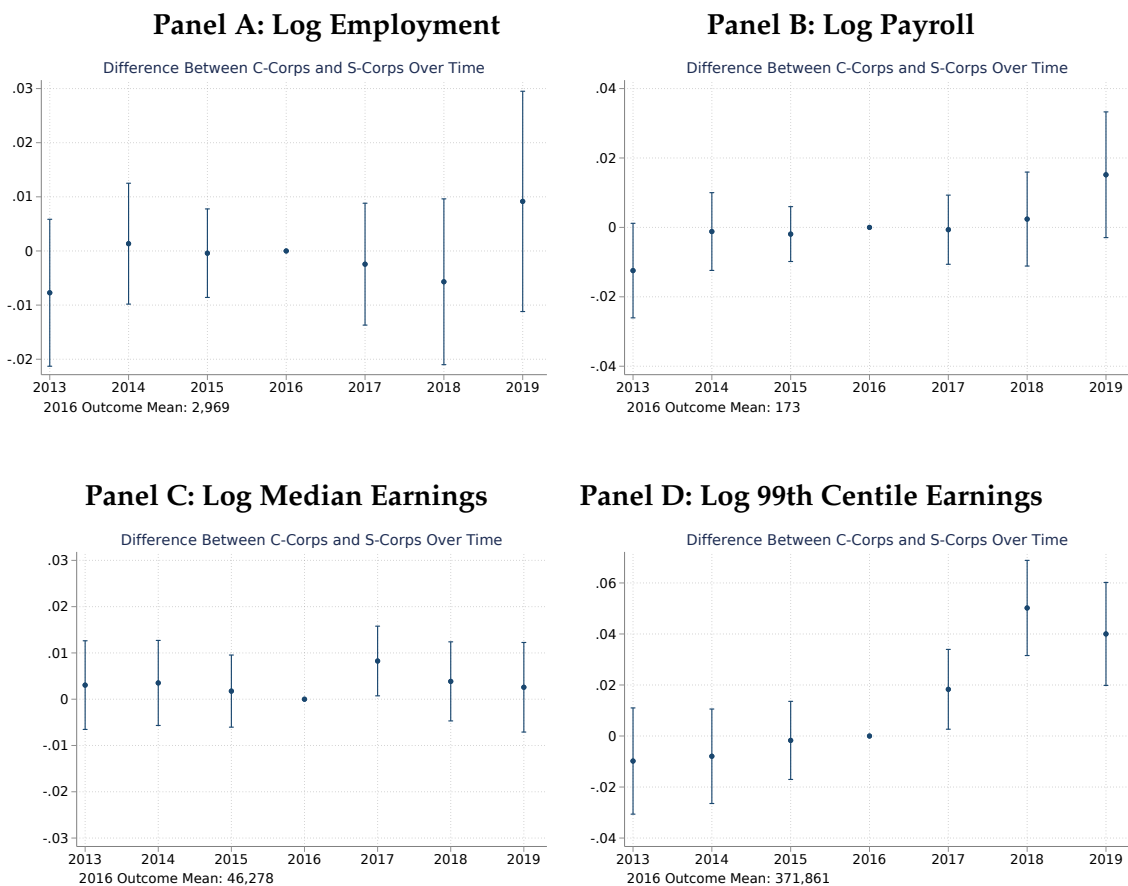 Panel A: Log Employment
Difference Between C-Corps and S-Corps Over Time
.03
.02
.01
0
-.01
-.02
2013 2014 2015 2016 2017 2018 2019
2016 Outcome Mean: 2,969
Panel B: Log Payroll
Difference Between C-Corps and S-Corps Over Time
.04
.02
0
-.02
-.04
2013 2014 2015 2016 2017 2018 2019
2016 Outcome Mean: 173
Panel C: Log Median Earnings
Difference Between C-Corps and S-Corps Over Time
.03
.02
.01
0
-.01
-.02
-.03
2013 2014 2015 2016 2017 2018 2019
2016 Outcome Mean: 46,278
Panel D: Log 99th Centile Earnings
Difference Between C-Corps and S-Corps Over Time
.06
.04
.02
0
-.02
-.04
2013 2014 2015 2016 2017 2018 2019
2016 Outcome Mean: 371,861